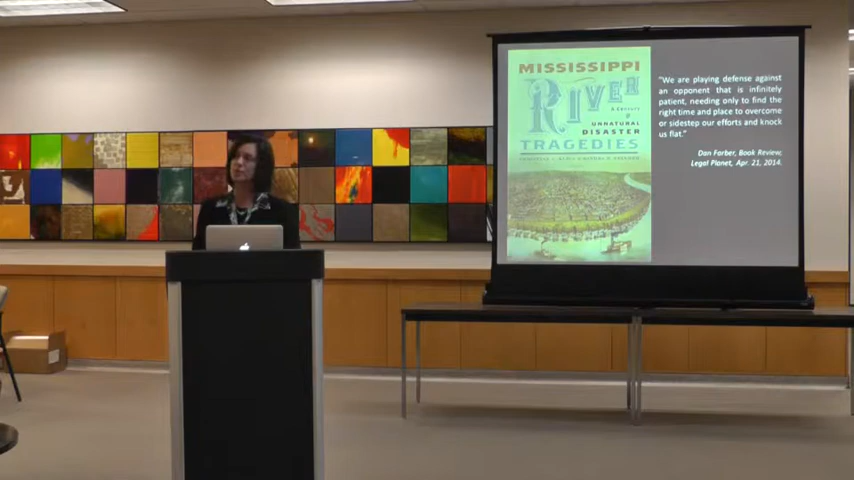 MISSISSIPPI
RIVER
A Century
of
UNNATURAL
DISASTER
TRAGEDIES
"We are playing defense against
an opponent that is infinitely
patient, needing only to find the
right time and place to overcome
or sidestep our efforts and knock
us flat."
Dan Farber, Book Review,
Legal Planet, Apr. 21, 2014.